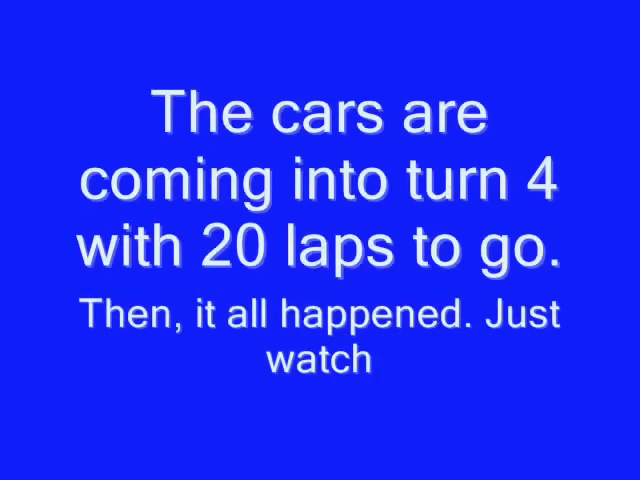 The cars are
coming into turn 4
with 20 laps to go.
Then, it all happened. Just
watch